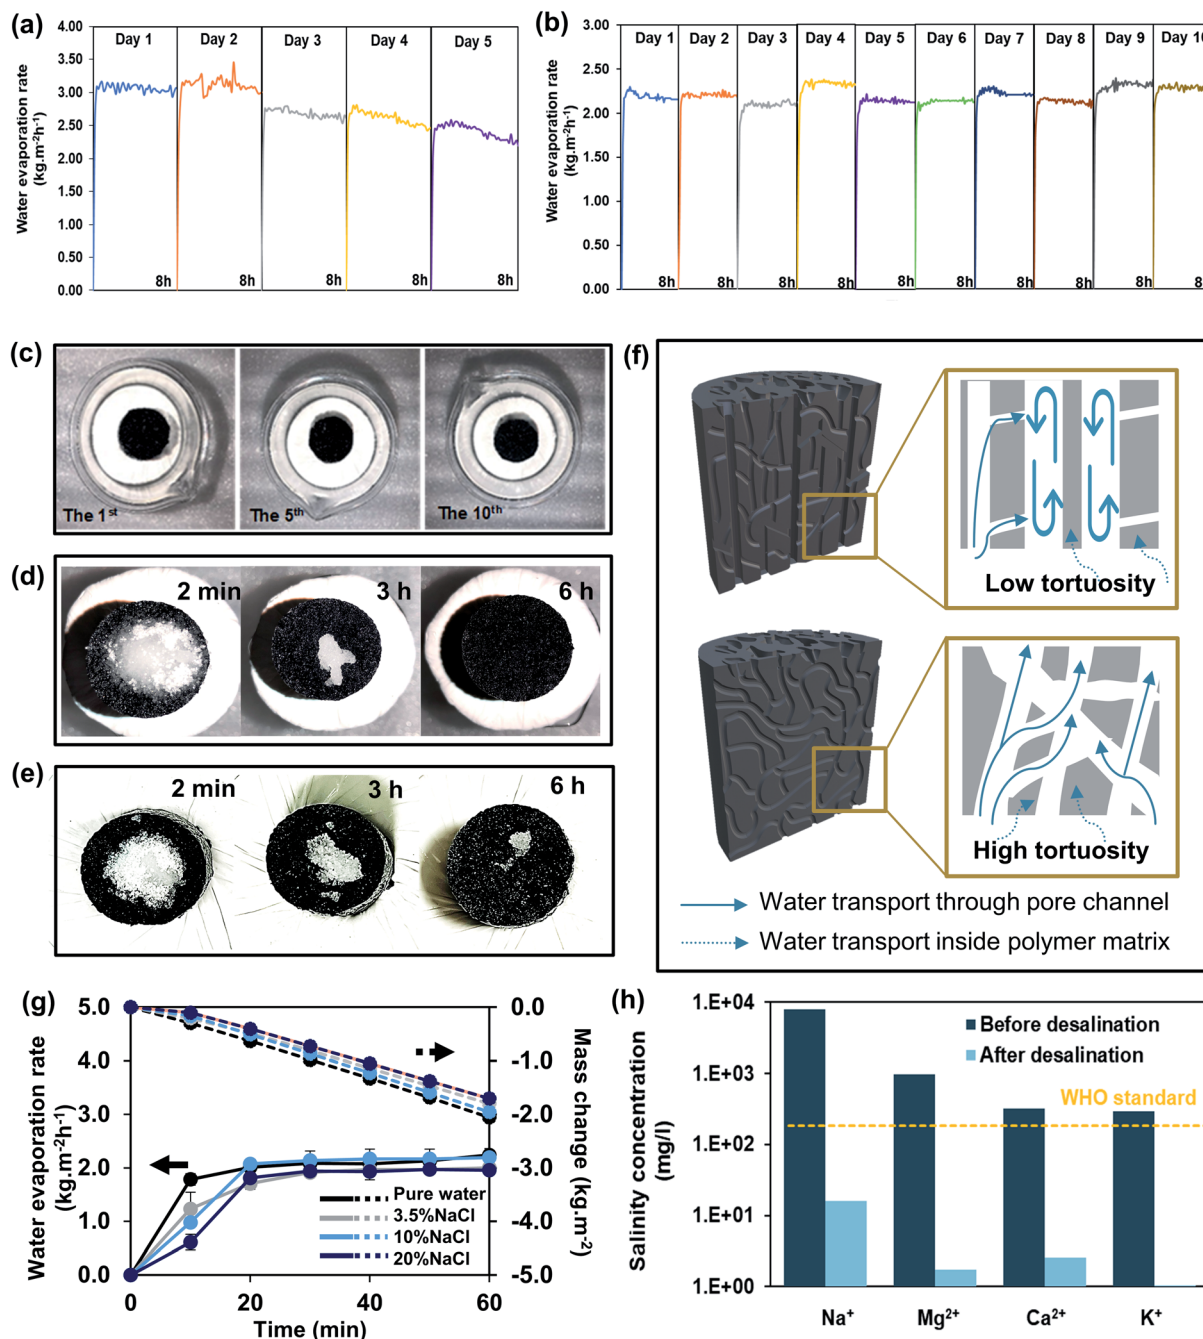 (a)
4.00
3.50
3.00
2.50
2.00
1.50
1.00
0.50
0.00
Water evaporation rate
(kg.m⁻²h⁻¹)
Day 1 Day 2 Day 3 Day 4 Day 5
8h 8h 8h 8h 8h
(b)
3.00
2.50
2.00
1.50
1.00
0.50
0.00
Water evaporation rate
(kg.m⁻²h⁻¹)
Day 1 Day 2 Day 3 Day 4 Day 5 Day 6 Day 7 Day 8 Day 9 Day 10
8h 8h 8h 8h 8h 8h 8h 8h 8h 8
(c)
The 1st
The 5th
The 10th
(d)
2 min 3 h 6 h
(e)
2 min 3 h 6 h
(f)
Low tortuosity
High tortuosity
Water transport through pore channel
Water transport inside polymer matrix
(g)
5.0
4.0
3.0
2.0
1.0
0.0
Water evaporation rate
(kg.m⁻²h⁻¹)
0.0
-1.0
-2.0
-3.0
-4.0
-5.0
Mass change (kg.m⁻²)
Pure water
3.5%NaCl
10%NaCl
20%NaCl
0 20 40 60
Time (min)
(h)
1.E+04
1.E+03
1.E+02
1.E+01
1.E+00
Salinity concentration
(mg/l)
Before desalination
After desalination
WHO standard
Na⁺ Mg²⁺ Ca²⁺ K⁺